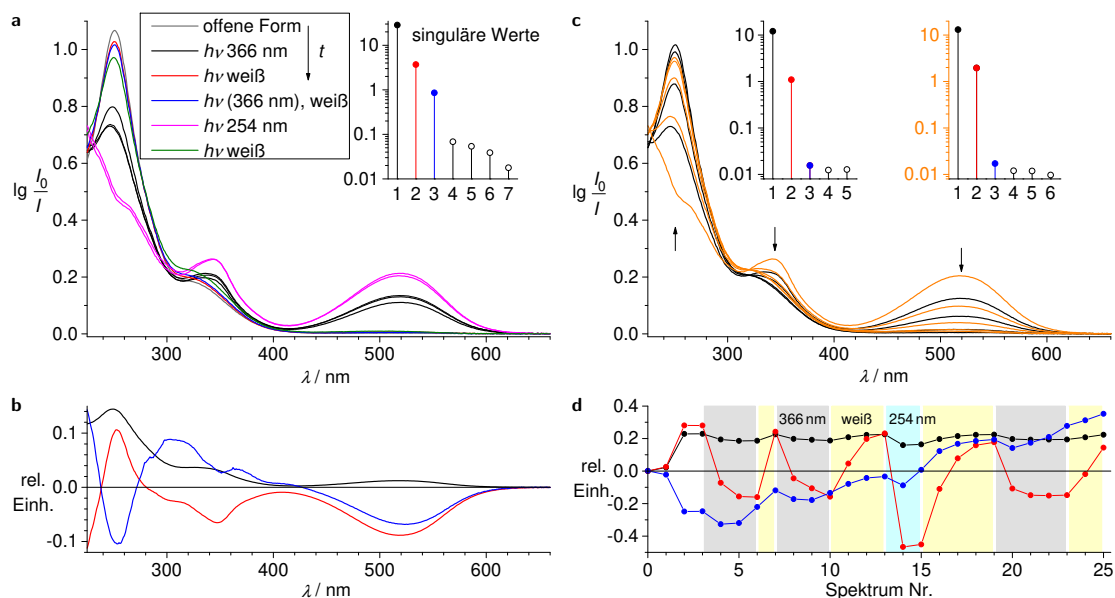 a
offene Form
hν 366 nm
hν weiß
hν (366 nm), weiß
hν 254 nm
hν weiß
t
singuläre Werte
10
1
0.1
0.01
1 2 3 4 5 6 7
1.0
0.8
0.6
0.4
0.2
0.0
lg I0/I
300 400 500 600
λ / nm
c
10
1
0.1
0.01
1 2 3 4 5
10
1
0.1
0.01
1 2 3 4 5 6
1.0
0.8
0.6
0.4
0.2
0.0
lg I0/I
300 400 500 600
λ / nm
b
0.1
0.0
-0.1
rel.
Einh.
300 400 500 600
λ / nm
d
366 nm weiß 254 nm
0.4
0.2
0.0
-0.2
-0.4
rel.
Einh.
0 5 10 15 20 25
Spektrum Nr.